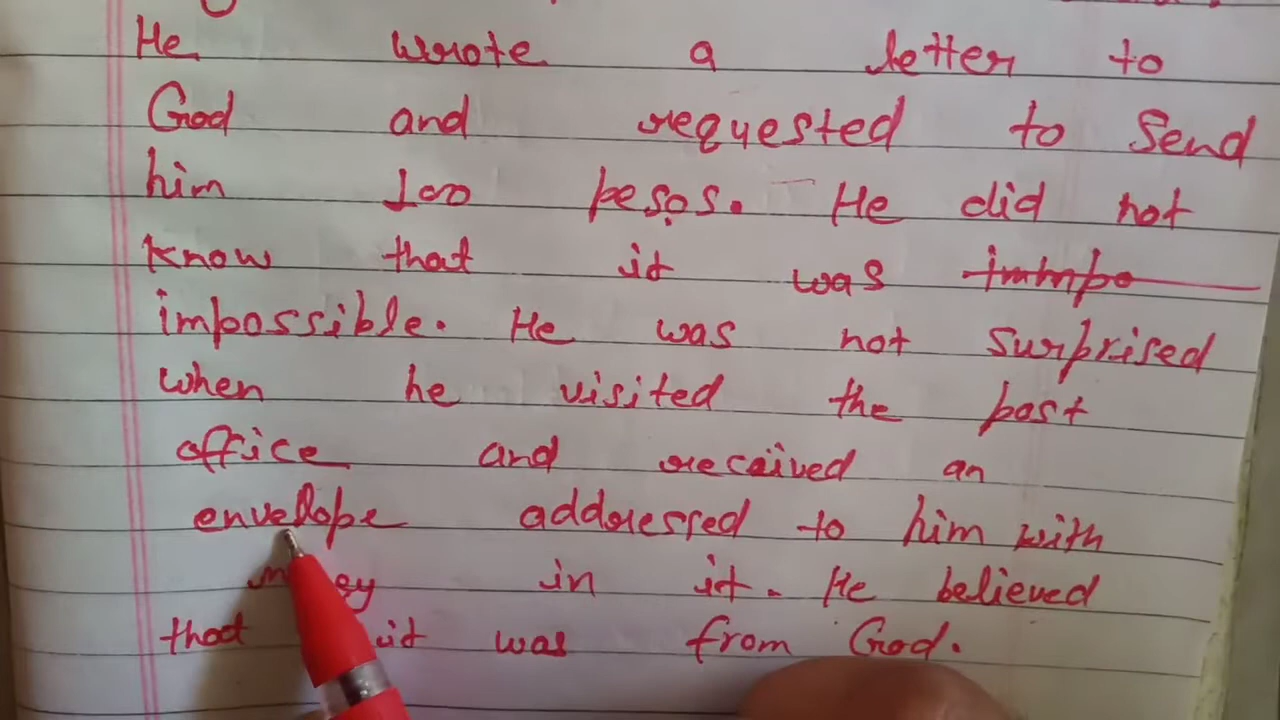 He wrote a letter to
God and requested to Send
him 100 pesos. He did not
know that it was
impossible. He was not surprised
when he visited the post
office and received an
envelope addressed to him with
in it. He believed
that it was from God.